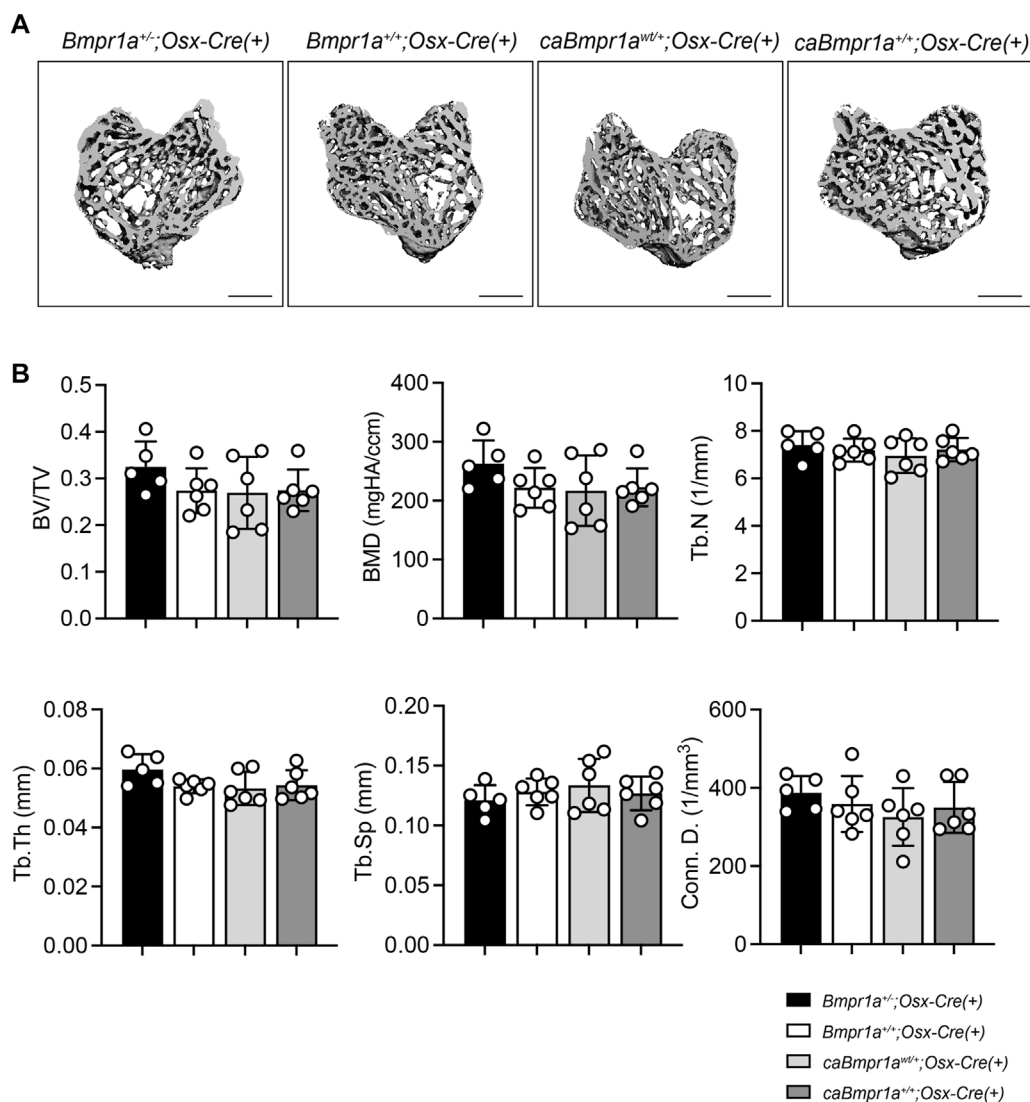 A
Bmpr1a+/-;Osx-Cre(+) Bmpr1a+/+;Osx-Cre(+) caBmpr1awt/+;Osx-Cre(+) caBmpr1a+/+;Osx-Cre(+)
B
BV/TV
0.5
0.4
0.3
0.2
0.1
0.0
BMD (mgHA/ccm)
400
300
200
100
0
Tb.N (1/mm)
10
8
6
4
2
0
Tb.Th (mm)
0.08
0.06
0.04
0.02
0.00
Tb.Sp (mm)
0.20
0.15
0.10
0.05
0.00
Conn. D. (1/mm3)
600
400
200
0
Bmpr1a+/-;Osx-Cre(+)
Bmpr1a+/+;Osx-Cre(+)
caBmpr1awt/+;Osx-Cre(+)
caBmpr1a+/+;Osx-Cre(+)